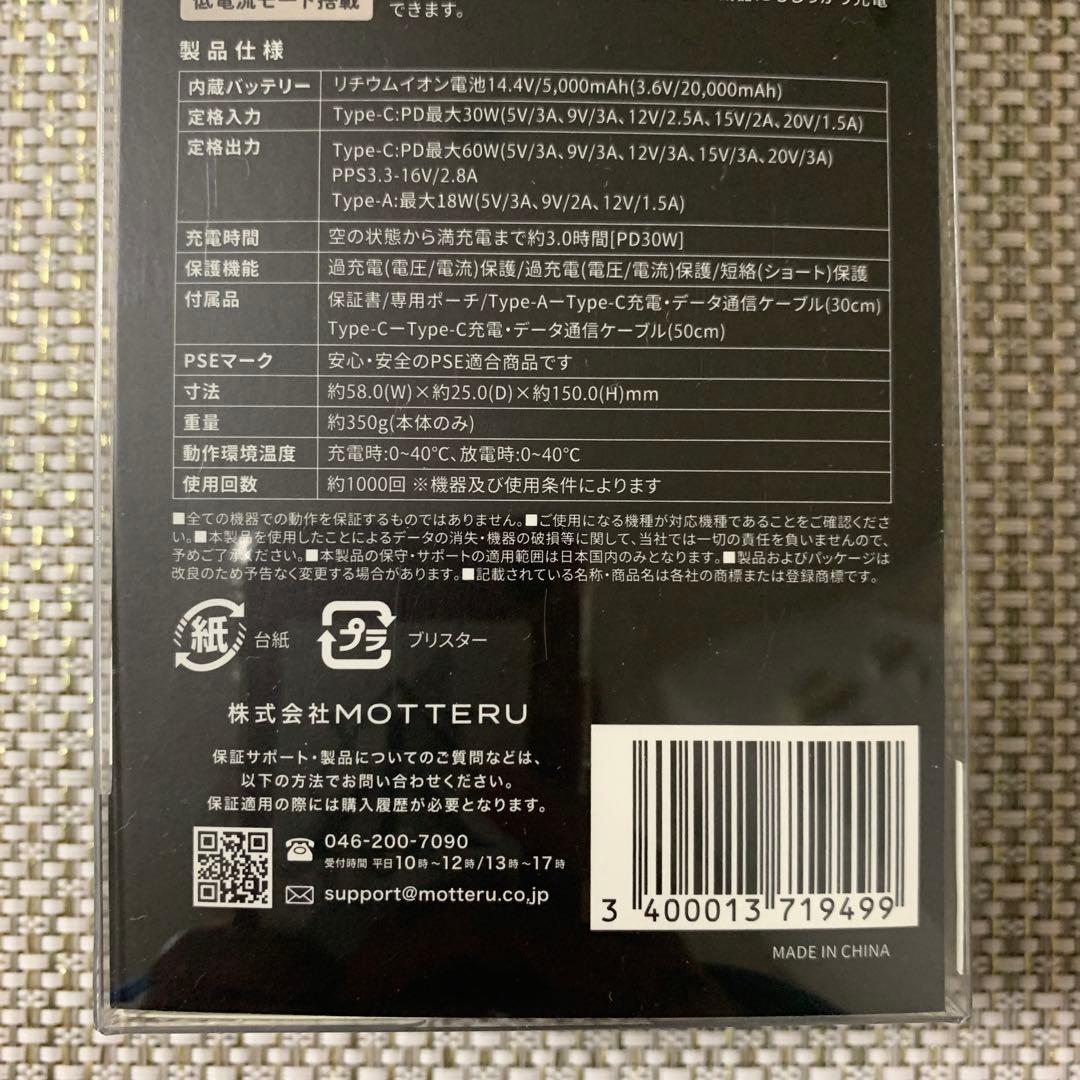 低電流モード搭載
できます。
製品仕様
内蔵バッテリー リチウムイオン電池14.4V/5,000mAh(3.6V/20,000mAh)
定格入力 Type-C:PD最大30W(5V/3A、9V/3A、12V/2.5A、15V/2A、20V/1.5A)
定格出力 Type-C:PD最大60W(5V/3A、9V/3A、12V/3A、15V/3A、20V/3A)
PPS3.3-16V/2.8A
Type-A:最大18W(5V/3A、9V/2A、12V/1.5A)
充電時間 空の状態から満充電まで約3.0時間[PD30W]
保護機能 過充電(電圧/電流)保護/過充電(電圧/電流)保護/短絡(ショート)保護
付属品 保証書/専用ポーチ/Type-AーType-C充電・データ通信ケーブル(30cm)
Type-CーType-C充電・データ通信ケーブル(50cm)
PSEマーク 安心・安全のPSE適合商品です
寸法 約58.0(W)×約25.0(D)×約150.0(H)mm
重量 約350g(本体のみ)
動作環境温度 充電時:0~40℃、放電時:0~40℃
使用回数 約1000回 ※機器及び使用条件によります
■全ての機器での動作を保証するものではありません。■ご使用になる機種が対応機種であることをご確認くださ
い。■本製品を使用したことによるデータの消失・機器の破損等に関して、当社では一切の責任を負いませんので、
予めご了承ください。■本製品の保守・サポートの適用範囲は日本国内のみとなります。■製品およびパッケージは
改良のため予告なく変更する場合があります。■記載されている名称・商品名は各社の商標または登録商標です。
紙 台紙 プラ ブリスター
株式会社MOTTERU
保証サポート・製品についてのご質問などは、
以下の方法でお問い合わせください。
保証適用の際には購入履歴が必要となります。
046-200-7090
受付時間 平日10時～12時/13時～17時
support@motteru.co.jp
3 400013 719499
MADE IN CHINA